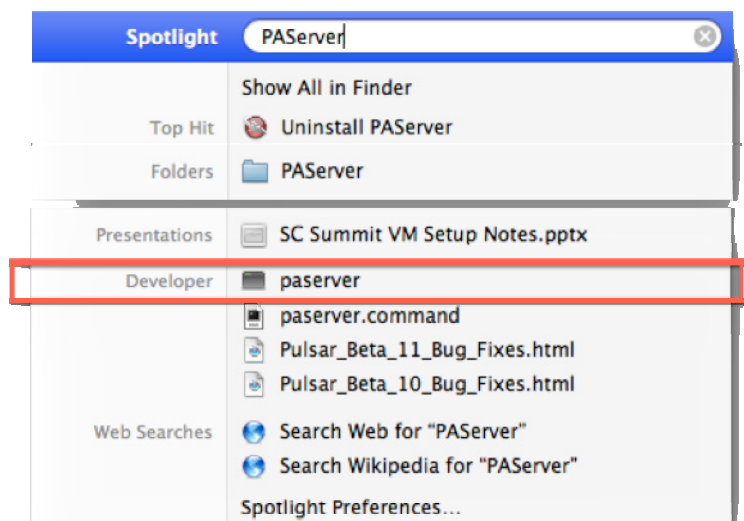 Spotlight PAServer
Show All in Finder
Top Hit Uninstall PAServer
Folders PAServer
Presentations SC Summit VM Setup Notes.pptx
Developer paserver
paserver.command
Pulsar_Beta_11_Bug_Fixes.html
Pulsar_Beta_10_Bug_Fixes.html
Web Searches Search Web for “PAServer”
Search Wikipedia for “PAServer”
Spotlight Preferences...